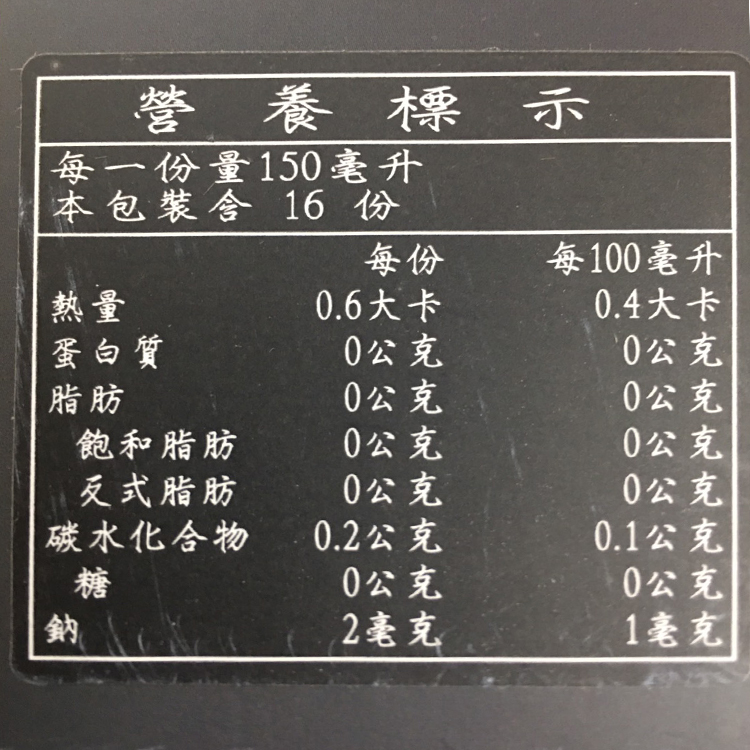 營養標示
每一份量150毫升
本包裝含 16 份
每份 每100毫升
熱量 0.6大卡 0.4大卡
蛋白質 0公克 0公克
脂肪 0公克 0公克
飽和脂肪 0公克 0公克
反式脂肪 0公克 0公克
碳水化合物 0.2公克 0.1公克
糖 0公克 0公克
鈉 2毫克 1毫克